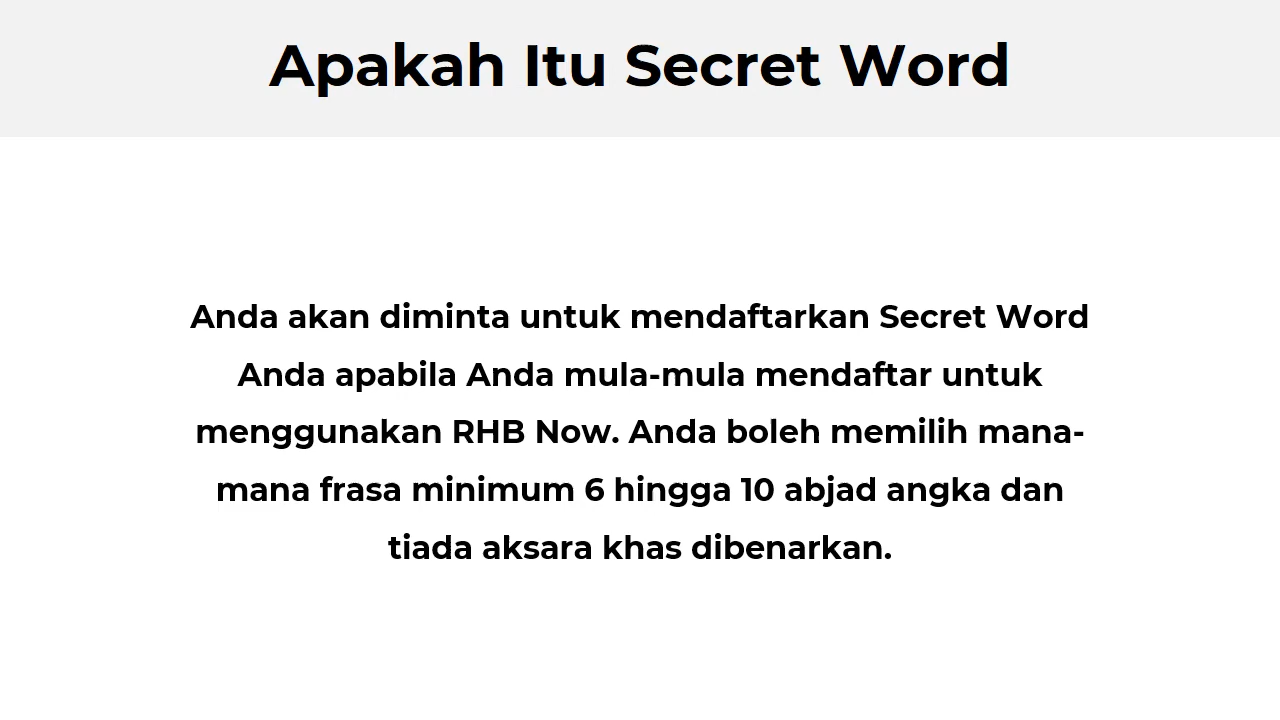 Apakah Itu Secret Word
Anda akan diminta untuk mendaftarkan Secret Word
Anda apabila Anda mula-mula mendaftar untuk
menggunakan RHB Now. Anda boleh memilih mana-
mana frasa minimum 6 hingga 10 abjad angka dan
tiada aksara khas dibenarkan.